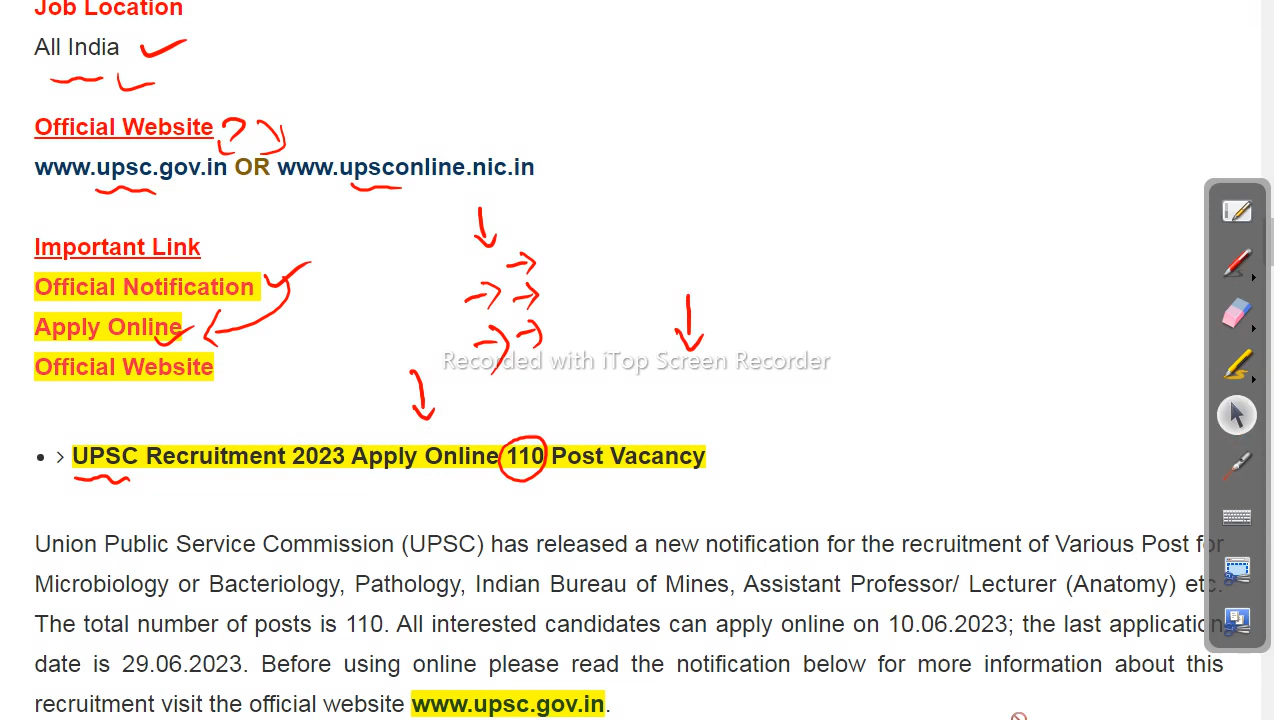 Job Location
All India
Official Website ?
www.upsc.gov.in OR www.upsconline.nic.in
Important Link
Official Notification
Apply Online
Official Website
Recorded with iTop Screen Recorder
• > UPSC Recruitment 2023 Apply Online 110 Post Vacancy
Union Public Service Commission (UPSC) has released a new notification for the recruitment of Various Post for
Microbiology or Bacteriology, Pathology, Indian Bureau of Mines, Assistant Professor/ Lecturer (Anatomy) etc.
The total number of posts is 110. All interested candidates can apply online on 10.06.2023; the last application
date is 29.06.2023. Before using online please read the notification below for more information about this
recruitment visit the official website www.upsc.gov.in.